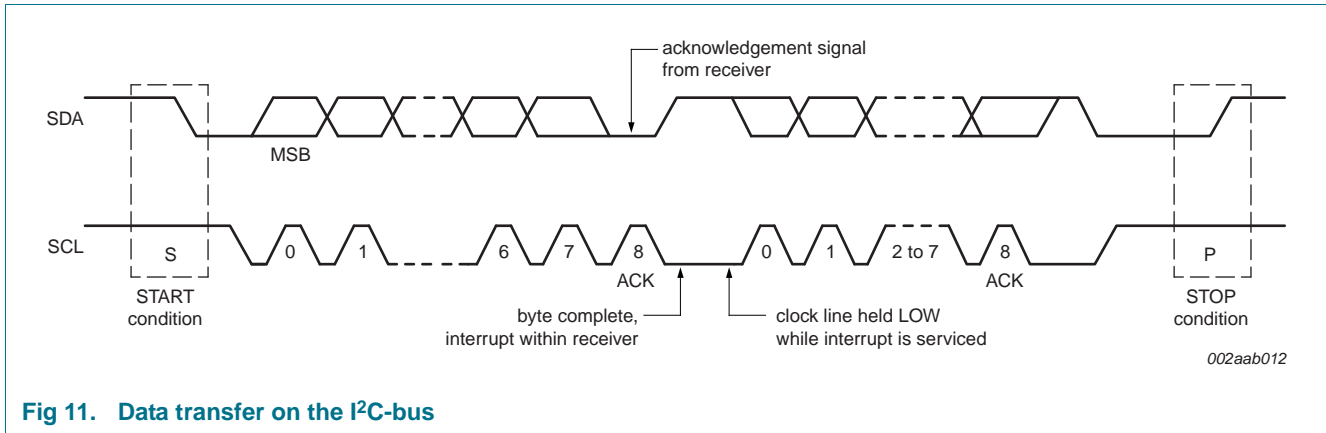 acknowledgement signal
from receiver
SDA
MSB
SCL
S
0
1
6
7
8
0
1
2 to 7
8
P
ACK
ACK
START
condition
byte complete,
interrupt within receiver
clock line held LOW
while interrupt is serviced
STOP
condition
002aab012
Fig 11. Data transfer on the I²C-bus